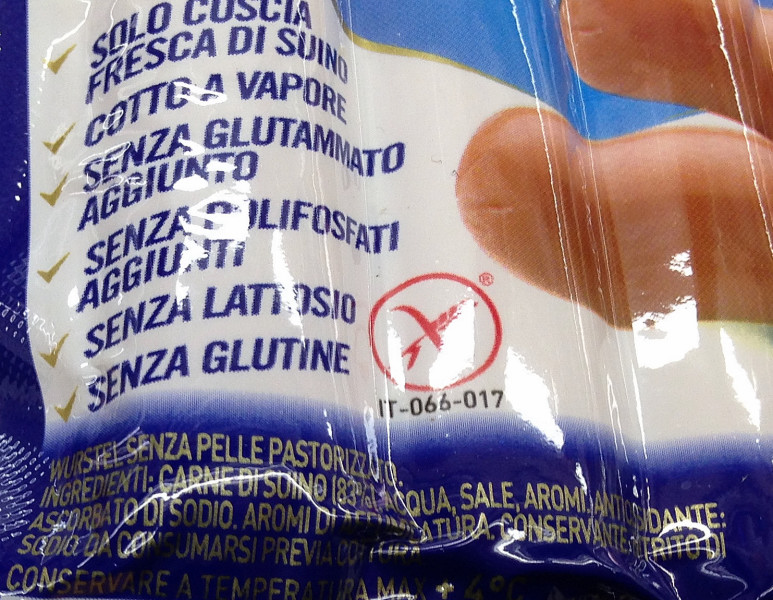 SOLO COSCIA
FRESCA DI SUINO
COTTO A VAPORE
SENZA GLUTAMMATO
AGGIUNTO
SENZA POLIFOSFATI
AGGIUNTI
SENZA LATTOSIO
SENZA GLUTINE
®
IT-066-017
WURSTEL SENZA PELLE PASTORIZZATO.
INGREDIENTI: CARNE DI SUINO (83%), ACQUA, SALE, AROMI, ANTIOSSIDANTE:
ASCORBATO DI SODIO. AROMI DI AFFUMICATURA, CONSERVANTE: NITRITO DI
SODIO. DA CONSUMARSI PREVIA COTTURA
CONSERVARE A TEMPERATURA MAX + 4°C